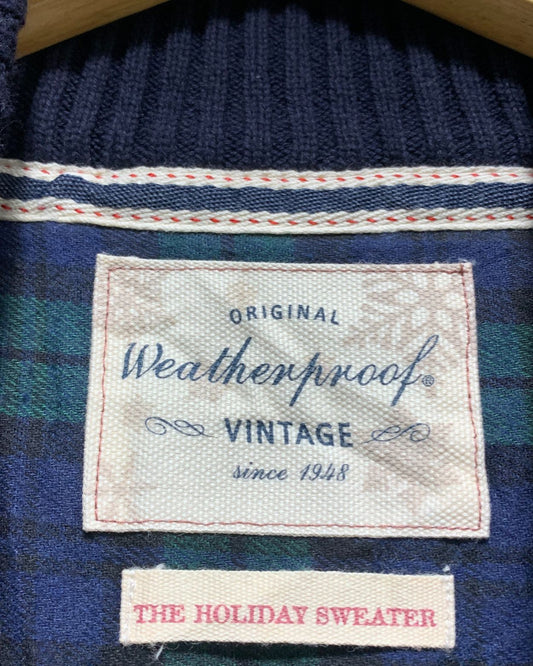 ORIGINAL
Weatherproof®
VINTAGE
since 1948
THE HOLIDAY SWEATER